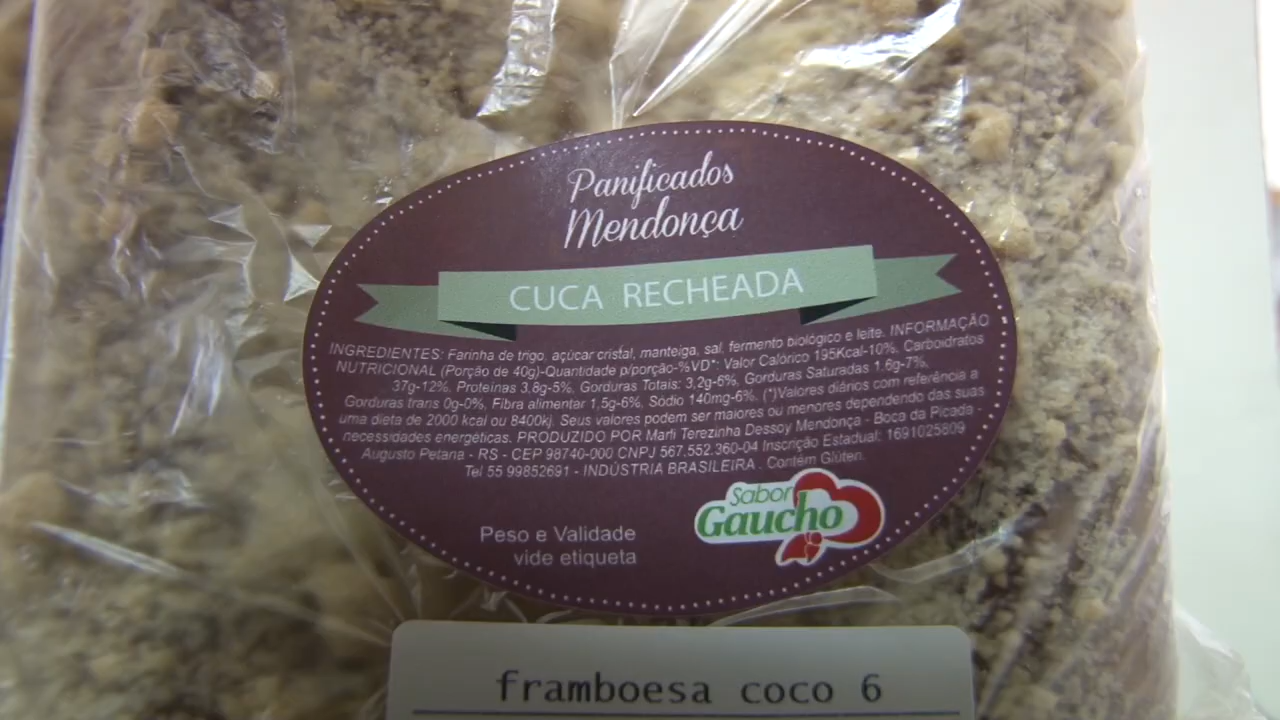 Panificados
Mendonça
CUCA RECHEADA
INGREDIENTES: Farinha de trigo, açúcar cristal, manteiga, sal, fermento biológico e leite. INFORMAÇÃO
NUTRICIONAL (Porção de 40g)-Quantidade p/porção-%VD*: Valor Calórico 195Kcal-10%, Carboidratos
37g-12%, Proteínas 3,8g-5%, Gorduras Totais: 3,2g-6%, Gorduras Saturadas 1,6g-7%,
Gorduras trans 0g-0%, Fibra alimentar 1,5g-6%, Sódio 140mg-6%. (*)Valores diários com referência a
uma dieta de 2000 kcal ou 8400kj. Seus valores podem ser maiores ou menores dependendo das suas
necessidades energéticas. PRODUZIDO POR Marli Terezinha Dessoy Mendonça - Boca da Picada -
Augusto Petana - RS - CEP 98740-000 CNPJ 567.552.360-04 Inscrição Estadual: 1691025809
Tel 55 99852691 - INDÚSTRIA BRASILEIRA . Contém Glúten.
Sabor
Gaucho
Peso e Validade
vide etiqueta
framboesa coco 6